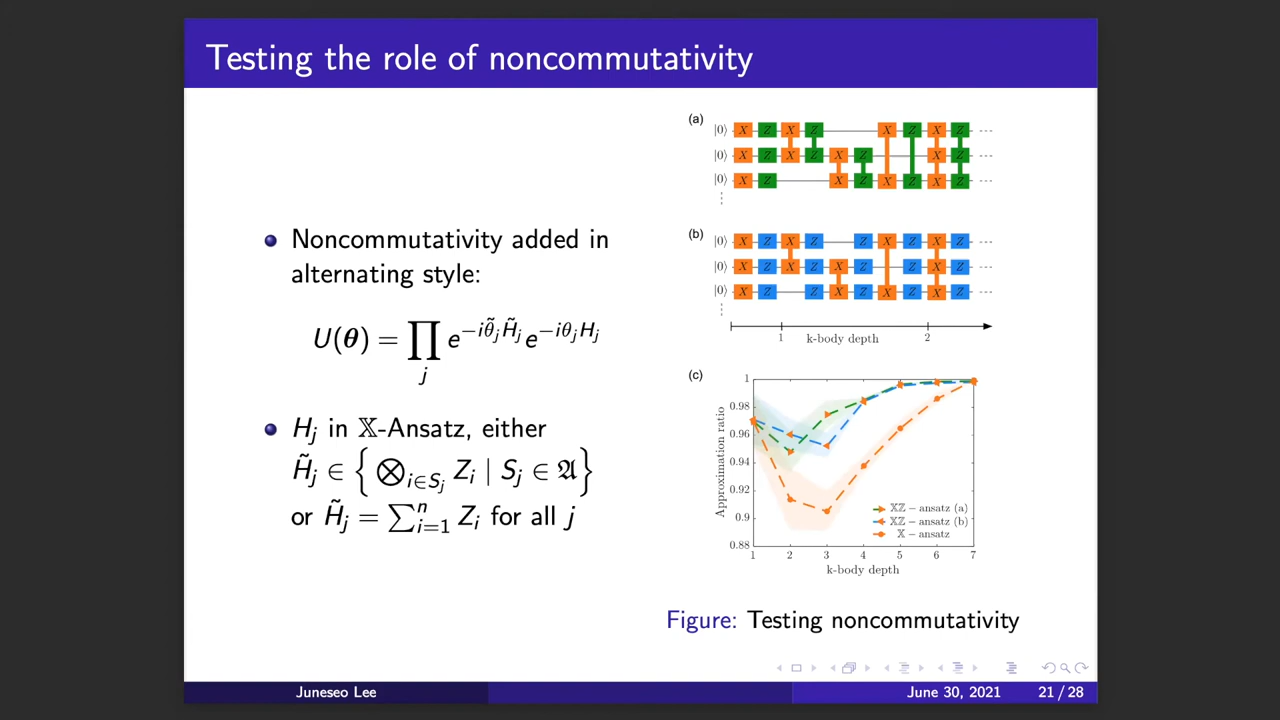 Testing the role of noncommutativity
Noncommutativity added in
alternating style:
U(θ) = ∏_j e^{-iθ̃_j H̃_j} e^{-iθ_j H_j}
H_j in 𝕏-Ansatz, either
H̃_j ∈ { ⊗_{i∈S_j} Z_i | S_j ∈ 𝔄 }
or H̃_j = ∑_{i=1}^n Z_i for all j
(a)
|0⟩ X Z X Z X Z X Z
|0⟩ X Z X Z X Z X Z
|0⟩ X Z X Z X Z X Z
(b)
|0⟩ X Z X Z Z X Z X Z
|0⟩ X Z X Z X Z Z X Z
|0⟩ X Z Z X Z X Z X Z
1 k-body depth 2
(c)
Approximation ratio
1
0.98
0.96
0.94
0.92
0.9
0.88
𝕏ℤ − ansatz (a)
𝕏ℤ − ansatz (b)
𝕏 − ansatz
1 2 3 4 5 6 7
k-body depth
Figure: Testing noncommutativity
Juneseo Lee June 30, 2021 21 / 28